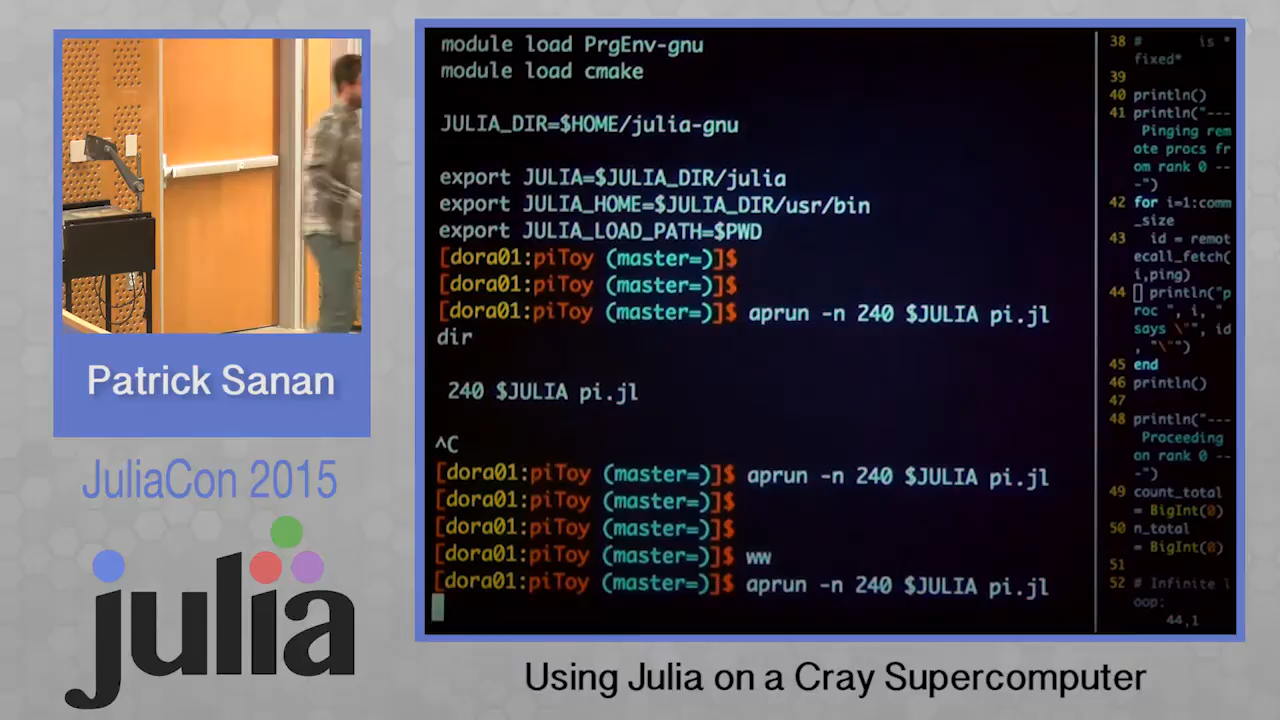 module load PrgEnv-gnu
module load cmake
JULIA_DIR=$HOME/julia-gnu
export JULIA=$JULIA_DIR/julia
export JULIA_HOME=$JULIA_DIR/usr/bin
export JULIA_LOAD_PATH=$PWD
[dora01:piToy (master=)]$
[dora01:piToy (master=)]$
[dora01:piToy (master=)]$ aprun -n 240 $JULIA pi.jl
dir
240 $JULIA pi.jl
^C
[dora01:piToy (master=)]$ aprun -n 240 $JULIA pi.jl
[dora01:piToy (master=)]$
[dora01:piToy (master=)]$
[dora01:piToy (master=)]$ ww
[dora01:piToy (master=)]$ aprun -n 240 $JULIA pi.jl
38 # is *
fixed*
39
40 println()
41 println("---
Pinging rem
ote procs fr
om rank 0 --
-")
42 for i=1:comm
_size
43 id = remot
ecall_fetch(
i,ping)
44 println("p
roc ", i, "
says \"", id
, "\"")
45 end
46 println()
47
48 println("---
Proceeding
on rank 0 --
-")
49 count_total
= BigInt(0)
50 n_total
= BigInt(0)
51
52 # Infinite l
oop:
44,1
Patrick Sanan
JuliaCon 2015
julia
Using Julia on a Cray Supercomputer